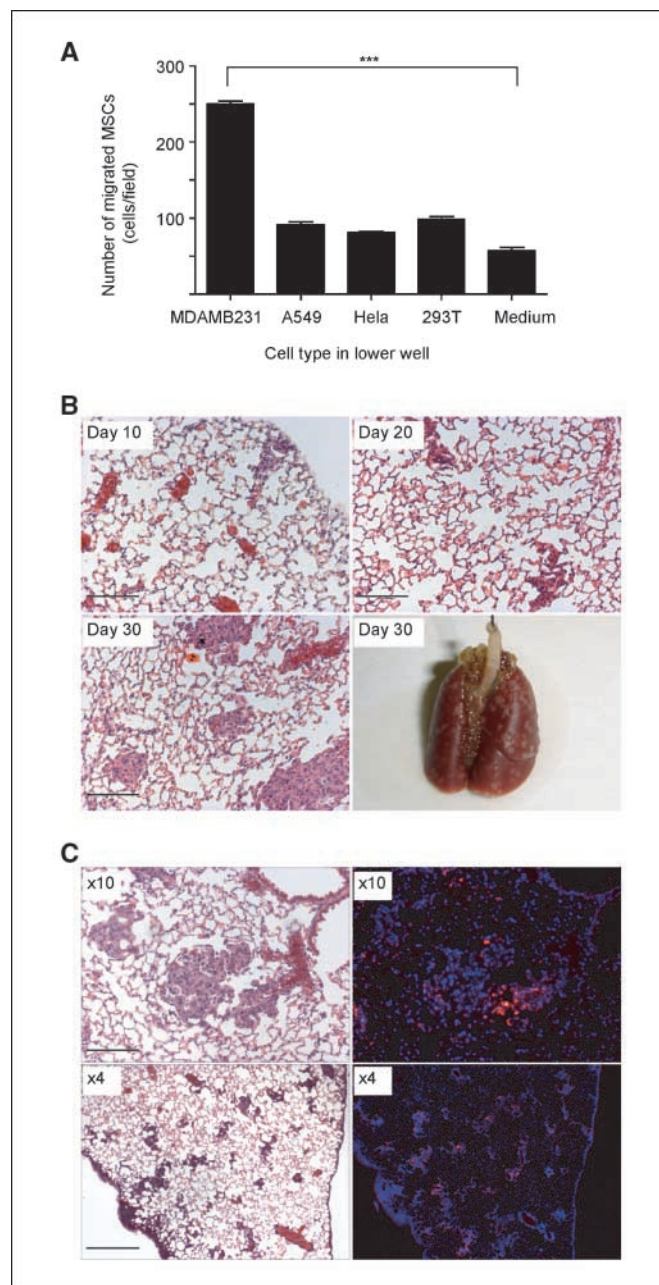 A
***
300
200
100
Number of migrated MSCs
(cells/field)
MDAMB231 A549 Hela 293T Medium
Cell type in lower well
B
Day 10
Day 20
Day 30
Day 30
C
x10
x10
x4
x4